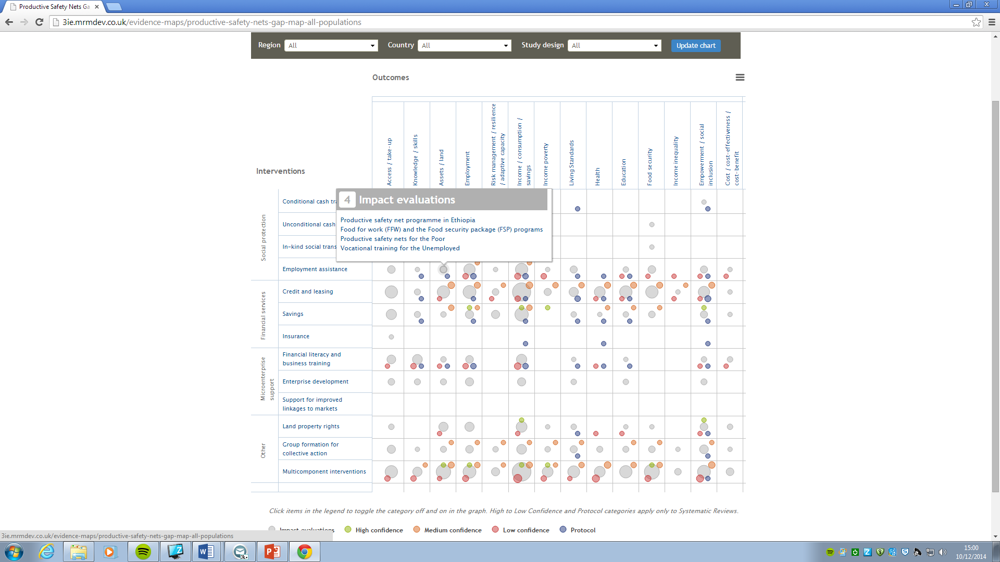 Productive Safety Nets Ga
3ie.mrmdev.co.uk/evidence-maps/productive-safety-nets-gap-map-all-populations
Region All Country All Study design All Update chart
Outcomes
Interventions
Access / take-up
Knowledge / skills
Assets / land
Employment
Risk management / resilience
/ adaptive capacity
Income / consumption /
savings
Income poverty
Living Standards
Health
Education
Food security
Income inequality
Empowerment / social
inclusion
Cost / cost-effectiveness /
cost-benefit
4 Impact evaluations
Productive safety net programme in Ethiopia
Food for work (FFW) and the Food security package (FSP) programs
Productive safety nets for the Poor
Vocational training for the Unemployed
Social protection
Conditional cash tra
Unconditional cash
In-kind social trans
Employment assistance
Financial services
Credit and leasing
Savings
Insurance
Microenterprise
support
Financial literacy and
business training
Enterprise development
Support for improved
linkages to markets
Other
Land property rights
Group formation for
collective action
Multicomponent interventions
Click items in the legend to toggle the category off and on in the graph. High to Low Confidence and Protocol categories apply only to Systematic Reviews.
Impact evaluations High confidence Medium confidence Low confidence Protocol
3ie.mrmdev.co.uk/evidence-maps/productive-safety-nets-gap-map-all-populations
3k+
15:00
10/12/2014